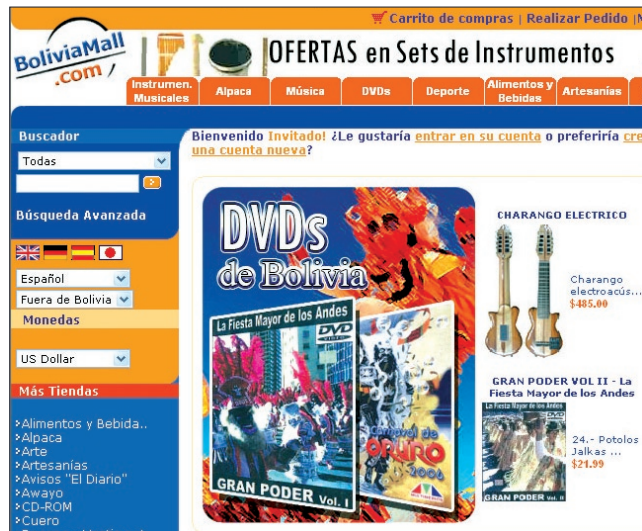 Carrito de compras | Realizar Pedido |
BoliviaMall
.com
OFERTAS en Sets de Instrumentos
Instrumen.
Musicales
Alpaca
Música
DVDs
Deporte
Alimentos y
Bebidas
Artesanías
Buscador
Todas
Búsqueda Avanzada
Español
Fuera de Bolivia
Monedas
US Dollar
Más Tiendas
>Alimentos y Bebida..
>Alpaca
>Arte
>Artesanías
>Avisos "El Diario"
>Awayo
>CD-ROM
>Cuero
Bienvenido Invitado! ¿Le gustaría entrar en su cuenta o preferiría cre
una cuenta nueva?
DVDs
de Bolivia
La Fiesta Mayor de los Andes
DVD
VIDEO
GRAN PODER Vol. I
Carnaval de
ORURO
2006
CHARANGO ELECTRICO
Charango
electroacús...
$485.00
GRAN PODER VOL II - La
Fiesta Mayor de los Andes
La Fiesta Mayor de los Andes
GRAN PODER Vol. II
24.- Potolos
Jalkas ...
$21.99